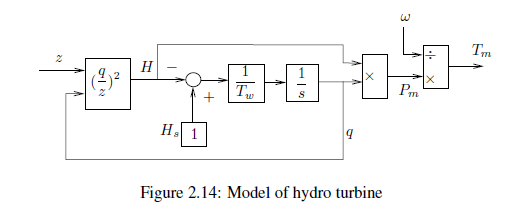 ω
z
(q/z)²
H
−
+
1/T_w
1/s
×
÷
×
T_m
P_m
H_s
1
q
Figure 2.14: Model of hydro turbine